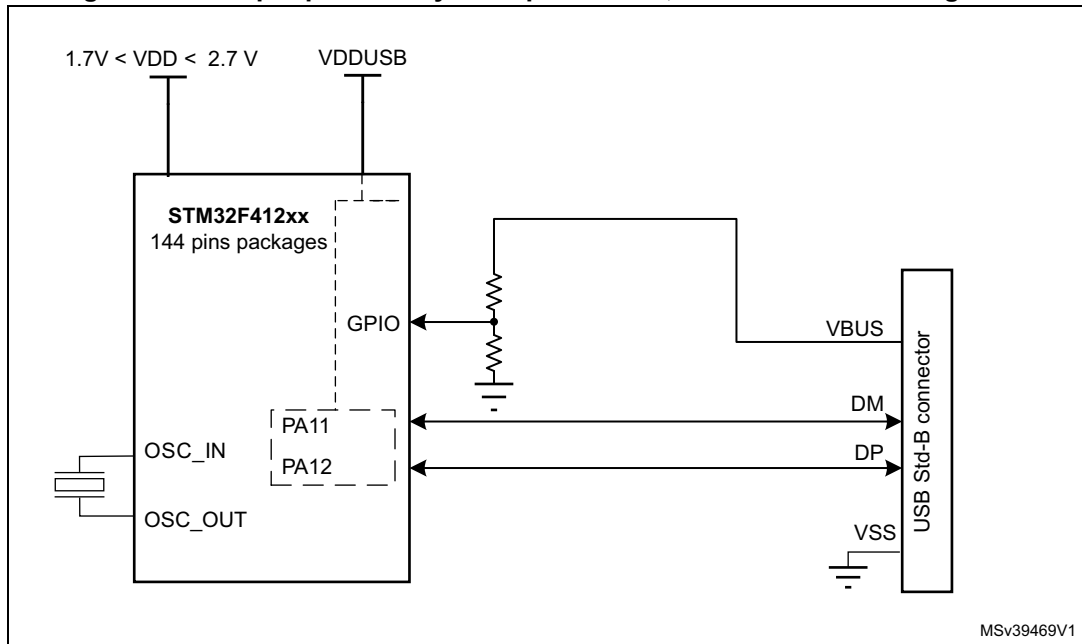 1.7V < VDD < 2.7 V
VDDUSB
STM32F412xx
144 pins packages
GPIO
VBUS
DM
PA11
DP
OSC_IN
PA12
OSC_OUT
VSS
USB Std-B connector
MSv39469V1